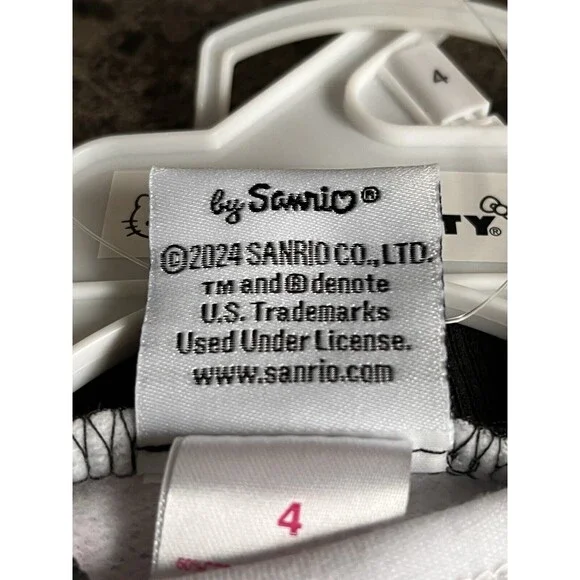 4
by Sanrio®
TY®
©2024 SANRIO CO., LTD.
TM and ® denote
U.S. Trademarks
Used Under License.
www.sanrio.com
4